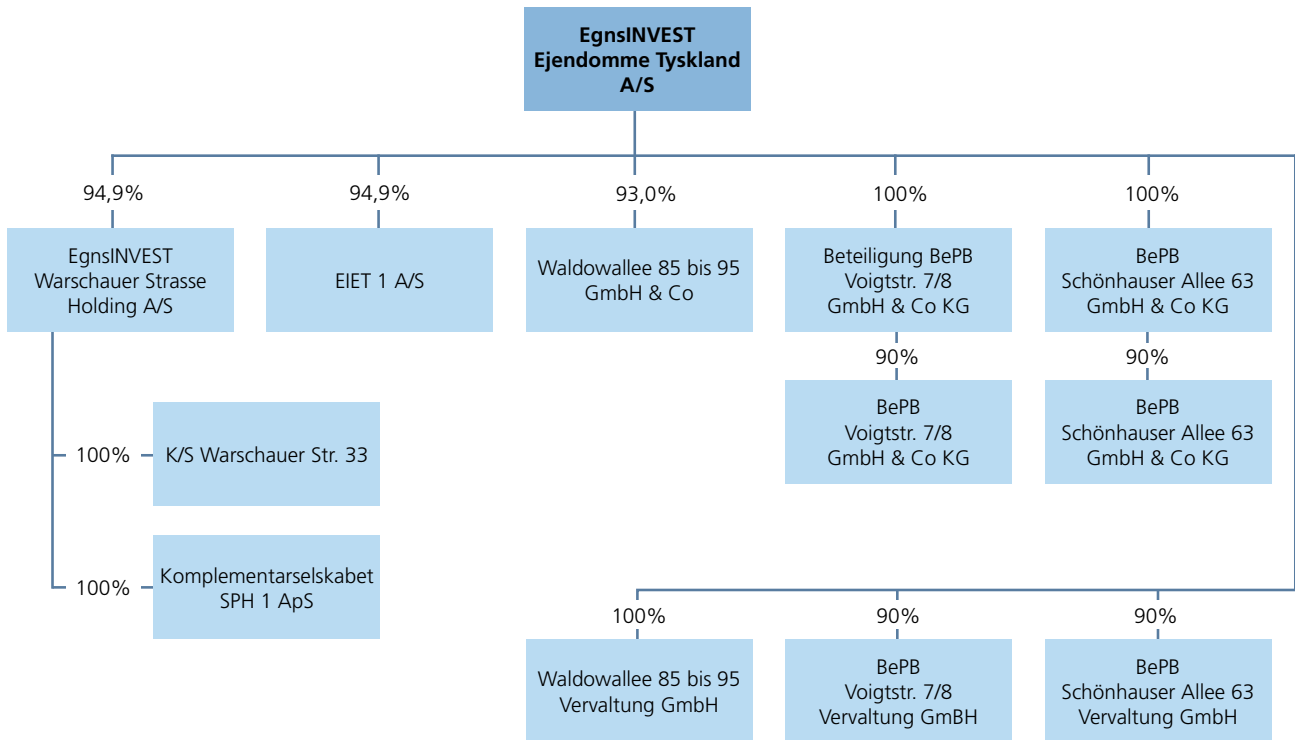 EgnsINVEST
Ejendomme Tyskland
A/S
94,9%
94,9%
93,0%
100%
100%
EgnsINVEST
Warschauer Strasse
Holding A/S
EIET 1 A/S
Waldowallee 85 bis 95
GmbH & Co
Beteiligung BePB
Voigtstr. 7/8
GmbH & Co KG
BePB
Schönhauser Allee 63
GmbH & Co KG
90%
90%
BePB
Voigtstr. 7/8
GmbH & Co KG
BePB
Schönhauser Allee 63
GmbH & Co KG
100%
K/S Warschauer Str. 33
100%
Komplementarselskabet
SPH 1 ApS
100%
90%
90%
Waldowallee 85 bis 95
Vervaltung GmbH
BePB
Voigtstr. 7/8
Vervaltung GmBH
BePB
Schönhauser Allee 63
Vervaltung GmbH